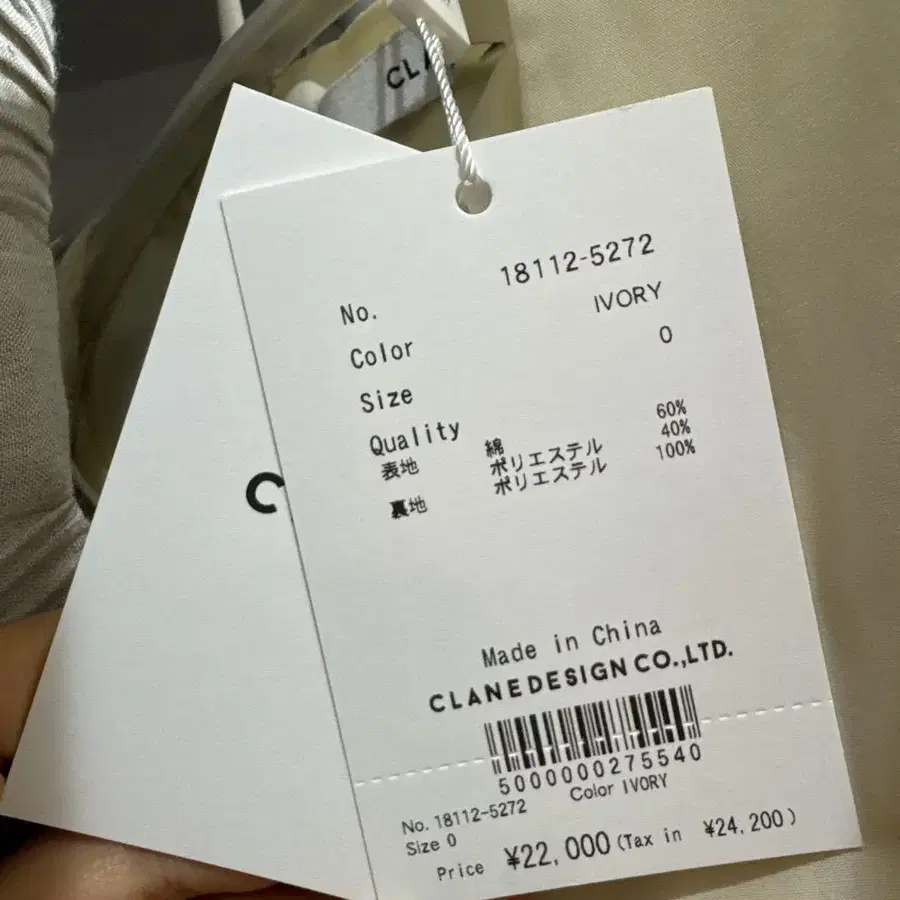 CLA
C
No. 18112-5272
Color IVORY
Size 0
Quality
表地 綿 60%
ポリエステル 40%
裏地 ポリエステル 100%
Made in China
CLANE DESIGN CO.,LTD.
5000000275540
No. 18112-5272 Color IVORY
Size 0
Price ¥22,000 (Tax in ¥24,200)